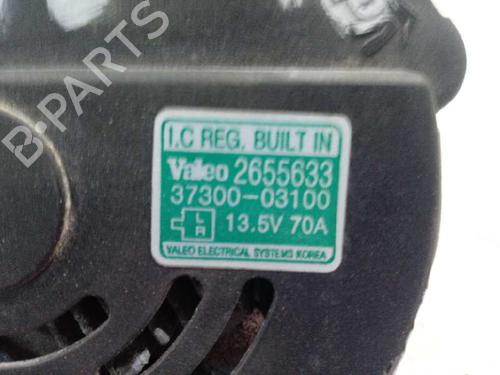 I.C REG. BUILT IN
Valeo 2655633
37300-03100
L
R 13.5V 70A
VALEO ELECTRICAL SYSTEMS KOREA
B-PARTS